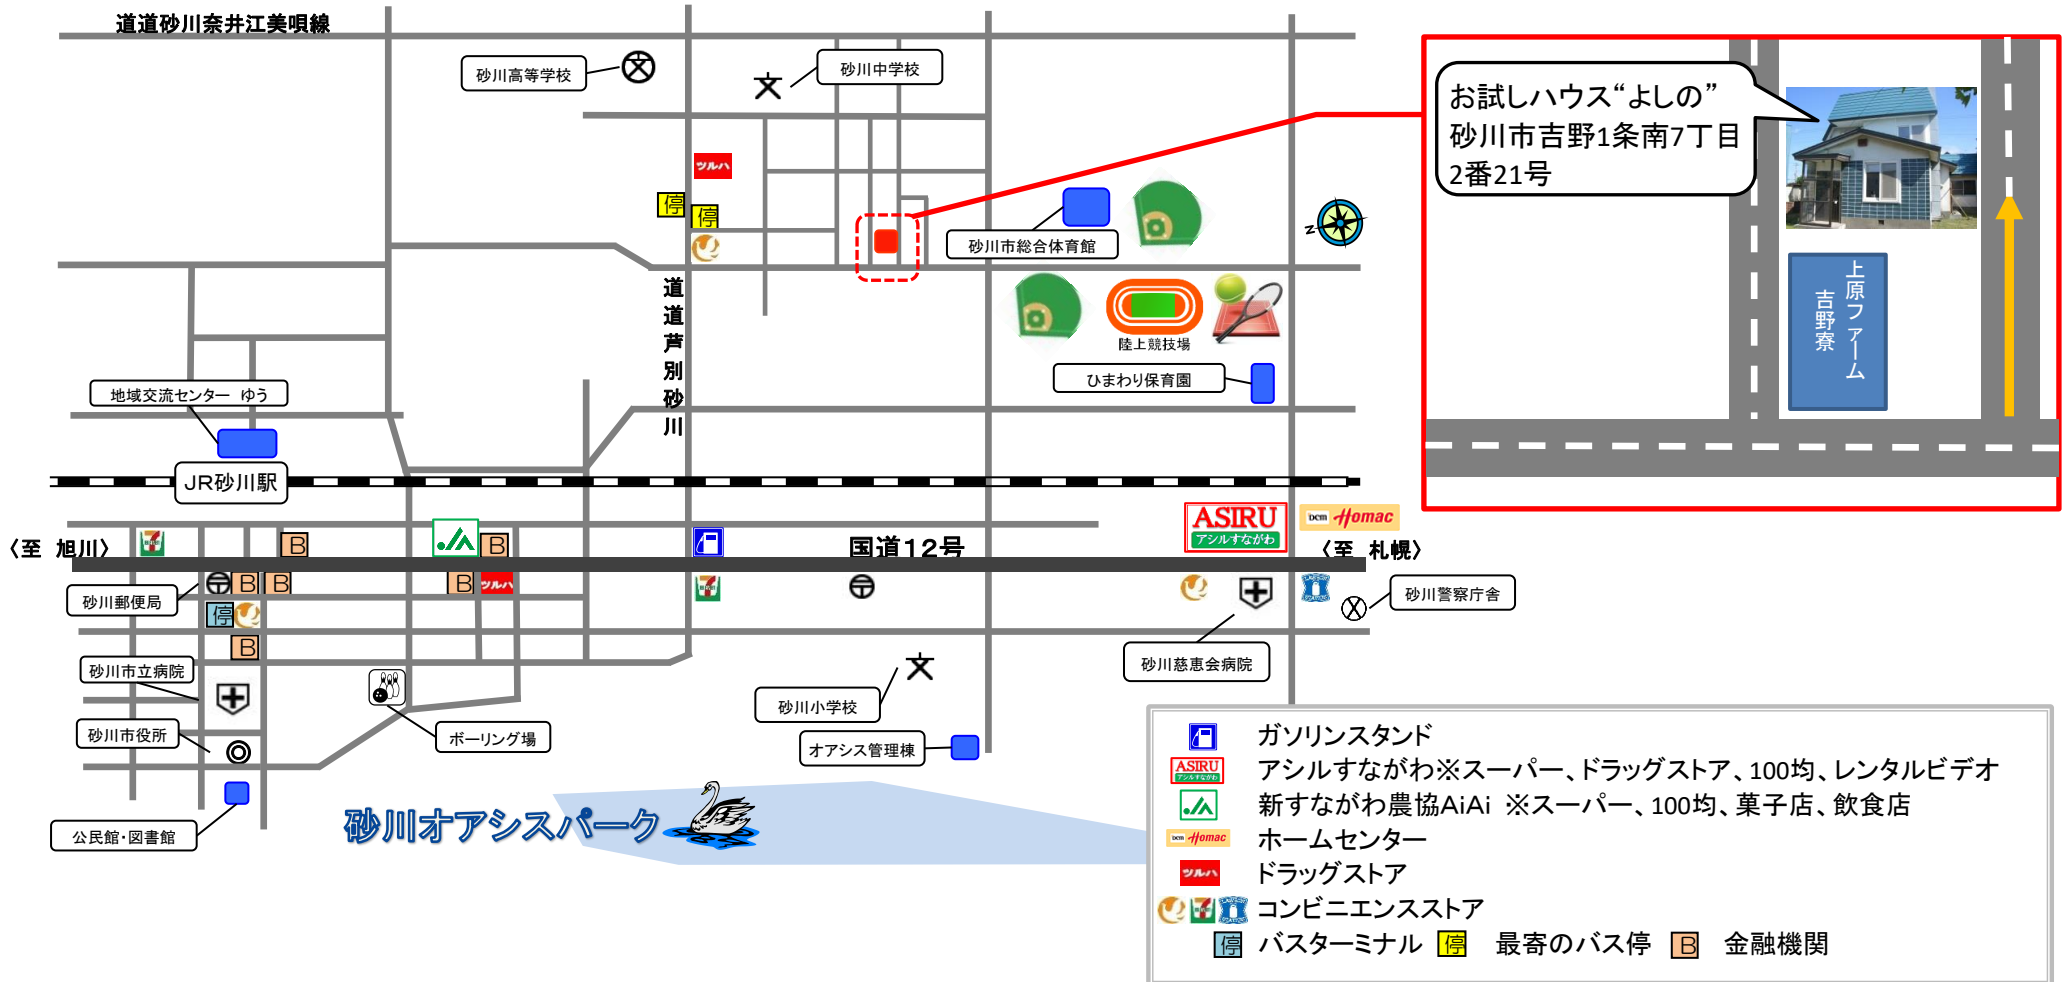 道道砂川奈井江美唄線
砂川高等学校
砂川中学校
お試しハウス“よしの”
砂川市吉野1条南7丁目
2番21号
ツルハ
停
停
砂川市総合体育館
N
道道芦別砂川
陸上競技場
ひまわり保育園
上原ファーム
吉野寮
地域交流センター ゆう
JR砂川駅
ASIRU
アシルすながわ
DCM Homac
〈至 旭川〉
B
JA
B
国道12号
〈至 札幌〉
砂川郵便局
B
B
B
ツルハ
停
B
砂川警察庁舎
砂川市立病院
砂川慈恵会病院
砂川小学校
砂川市役所
ボーリング場
オアシス管理棟
公民館・図書館
砂川オアシスパーク
ガソリンスタンド
ASIRU
アシルすながわ
アシルすながわ※スーパー、ドラッグストア、100均、レンタルビデオ
JA
新すながわ農協AiAi ※スーパー、100均、菓子店、飲食店
DCM Homac
ホームセンター
ツルハ
ドラッグストア
コンビニエンスストア
停 バスターミナル 停 最寄のバス停 B 金融機関